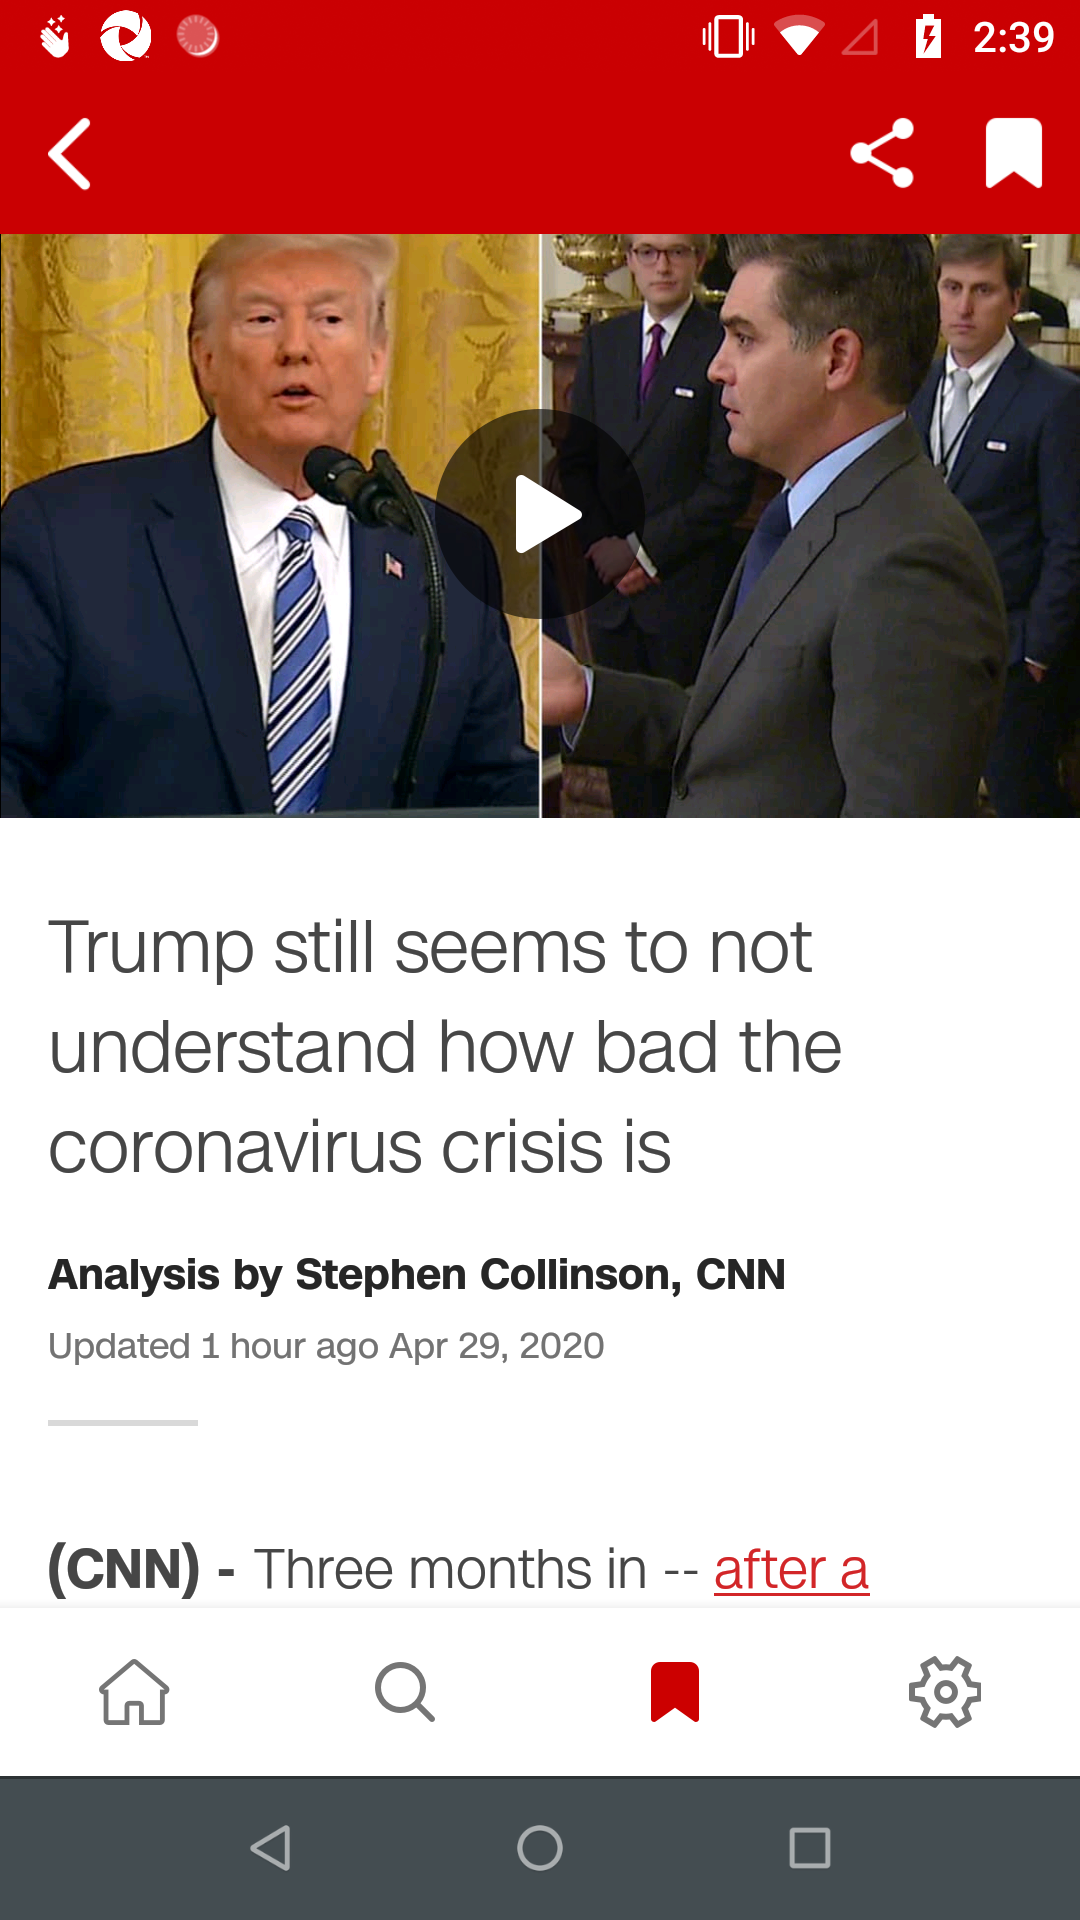 2:39
Trump still seems to not
understand how bad the
coronavirus crisis is
Analysis by Stephen Collinson, CNN
Updated 1 hour ago Apr 29, 2020
(CNN) - Three months in -- after a